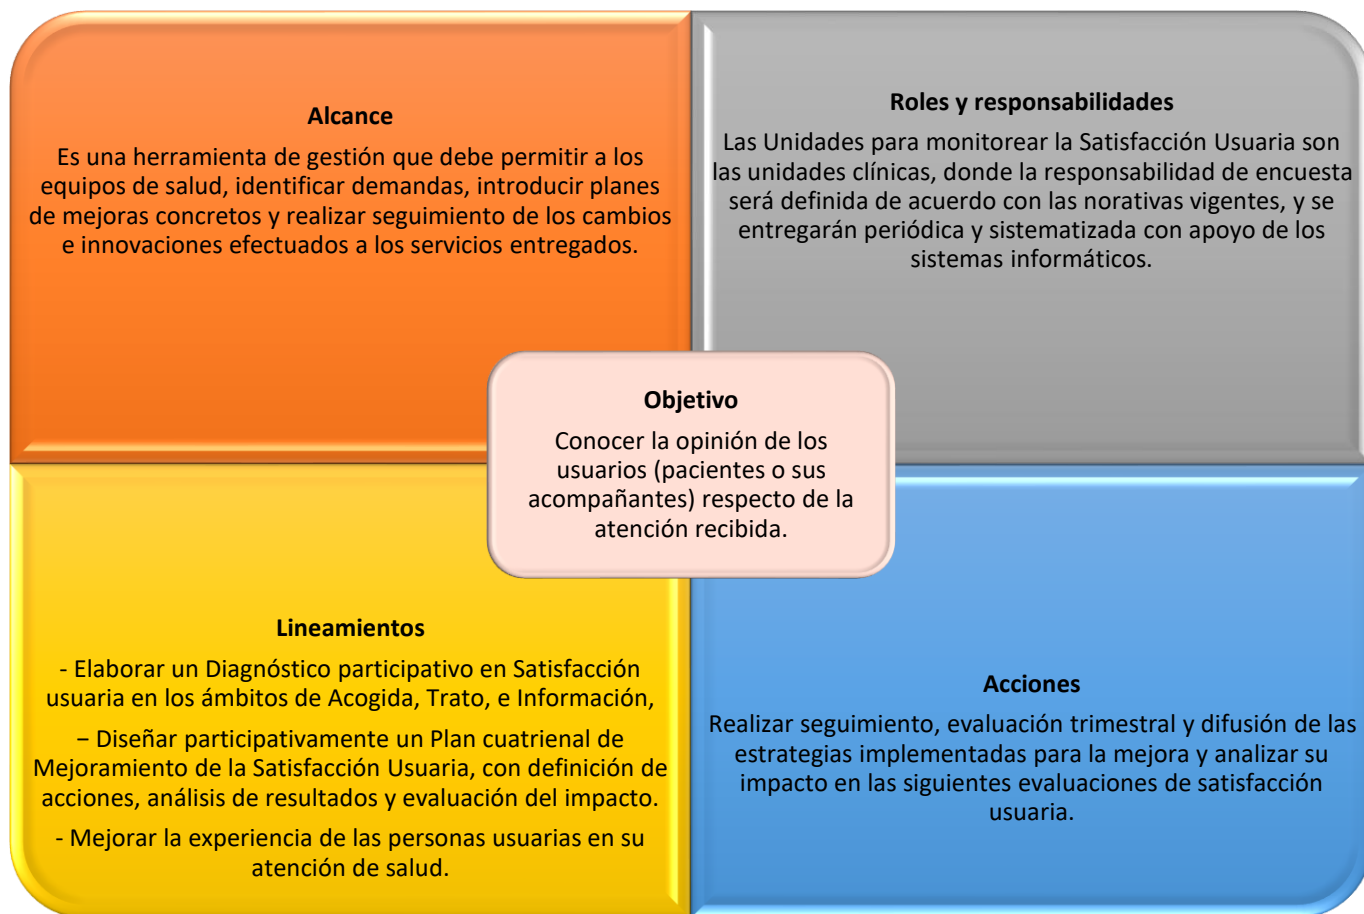 Alcance
Es una herramienta de gestión que debe permitir a los
equipos de salud, identificar demandas, introducir planes
de mejoras concretos y realizar seguimiento de los cambios
e innovaciones efectuados a los servicios entregados.
Roles y responsabilidades
Las Unidades para monitorear la Satisfacción Usuaria son
las unidades clínicas, donde la responsabilidad de encuesta
será definida de acuerdo con las norativas vigentes, y se
entregarán periódica y sistematizada con apoyo de los
sistemas informáticos.
Objetivo
Conocer la opinión de los
usuarios (pacientes o sus
acompañantes) respecto de la
atención recibida.
Lineamientos
- Elaborar un Diagnóstico participativo en Satisfacción
usuaria en los ámbitos de Acogida, Trato, e Información,
− Diseñar participativamente un Plan cuatrienal de
Mejoramiento de la Satisfacción Usuaria, con definición de
acciones, análisis de resultados y evaluación del impacto.
- Mejorar la experiencia de las personas usuarias en su
atención de salud.
Acciones
Realizar seguimiento, evaluación trimestral y difusión de las
estrategias implementadas para la mejora y analizar su
impacto en las siguientes evaluaciones de satisfacción
usuaria.